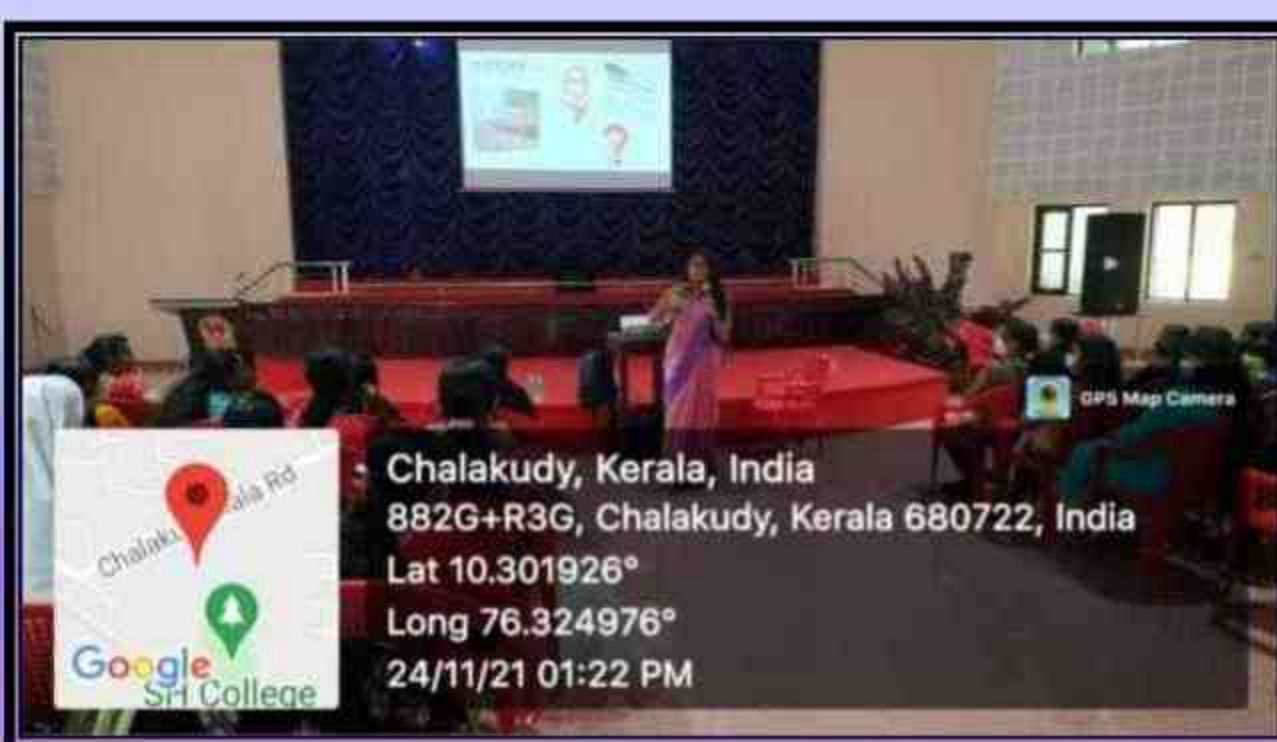 GPS Map Camera
Chalakudy, Kerala, India
882G+R3G, Chalakudy, Kerala 680722, India
Lat 10.301926°
Long 76.324976°
24/11/21 01:22 PM
Google
SH College